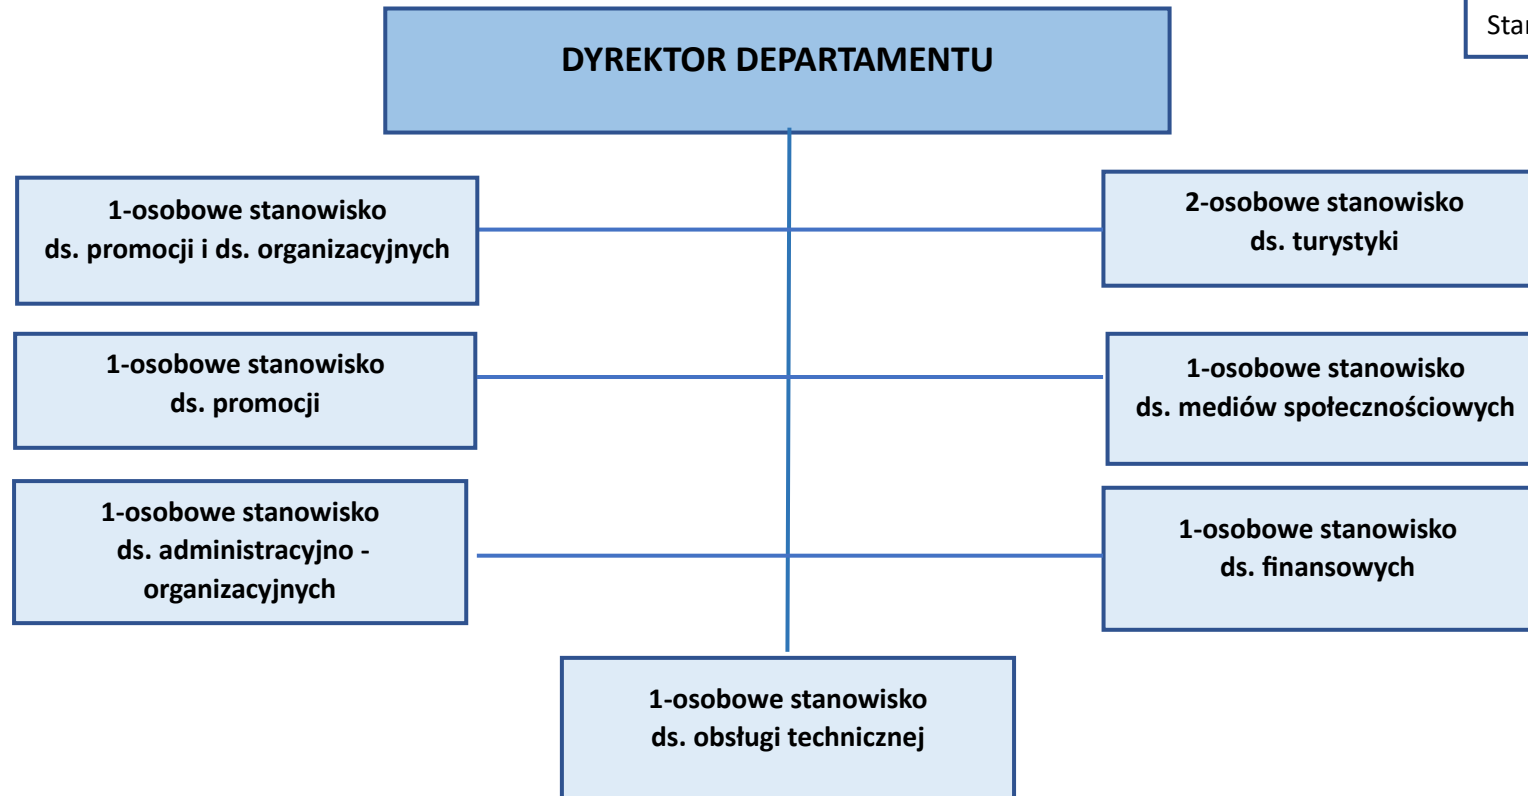 DYREKTOR DEPARTAMENTU
1-osobowe stanowisko
ds. promocji i ds. organizacyjnych
2-osobowe stanowisko
ds. turystyki
1-osobowe stanowisko
ds. promocji
1-osobowe stanowisko
ds. mediów społecznościowych
1-osobowe stanowisko
ds. administracyjno -
organizacyjnych
1-osobowe stanowisko
ds. finansowych
1-osobowe stanowisko
ds. obsługi technicznej